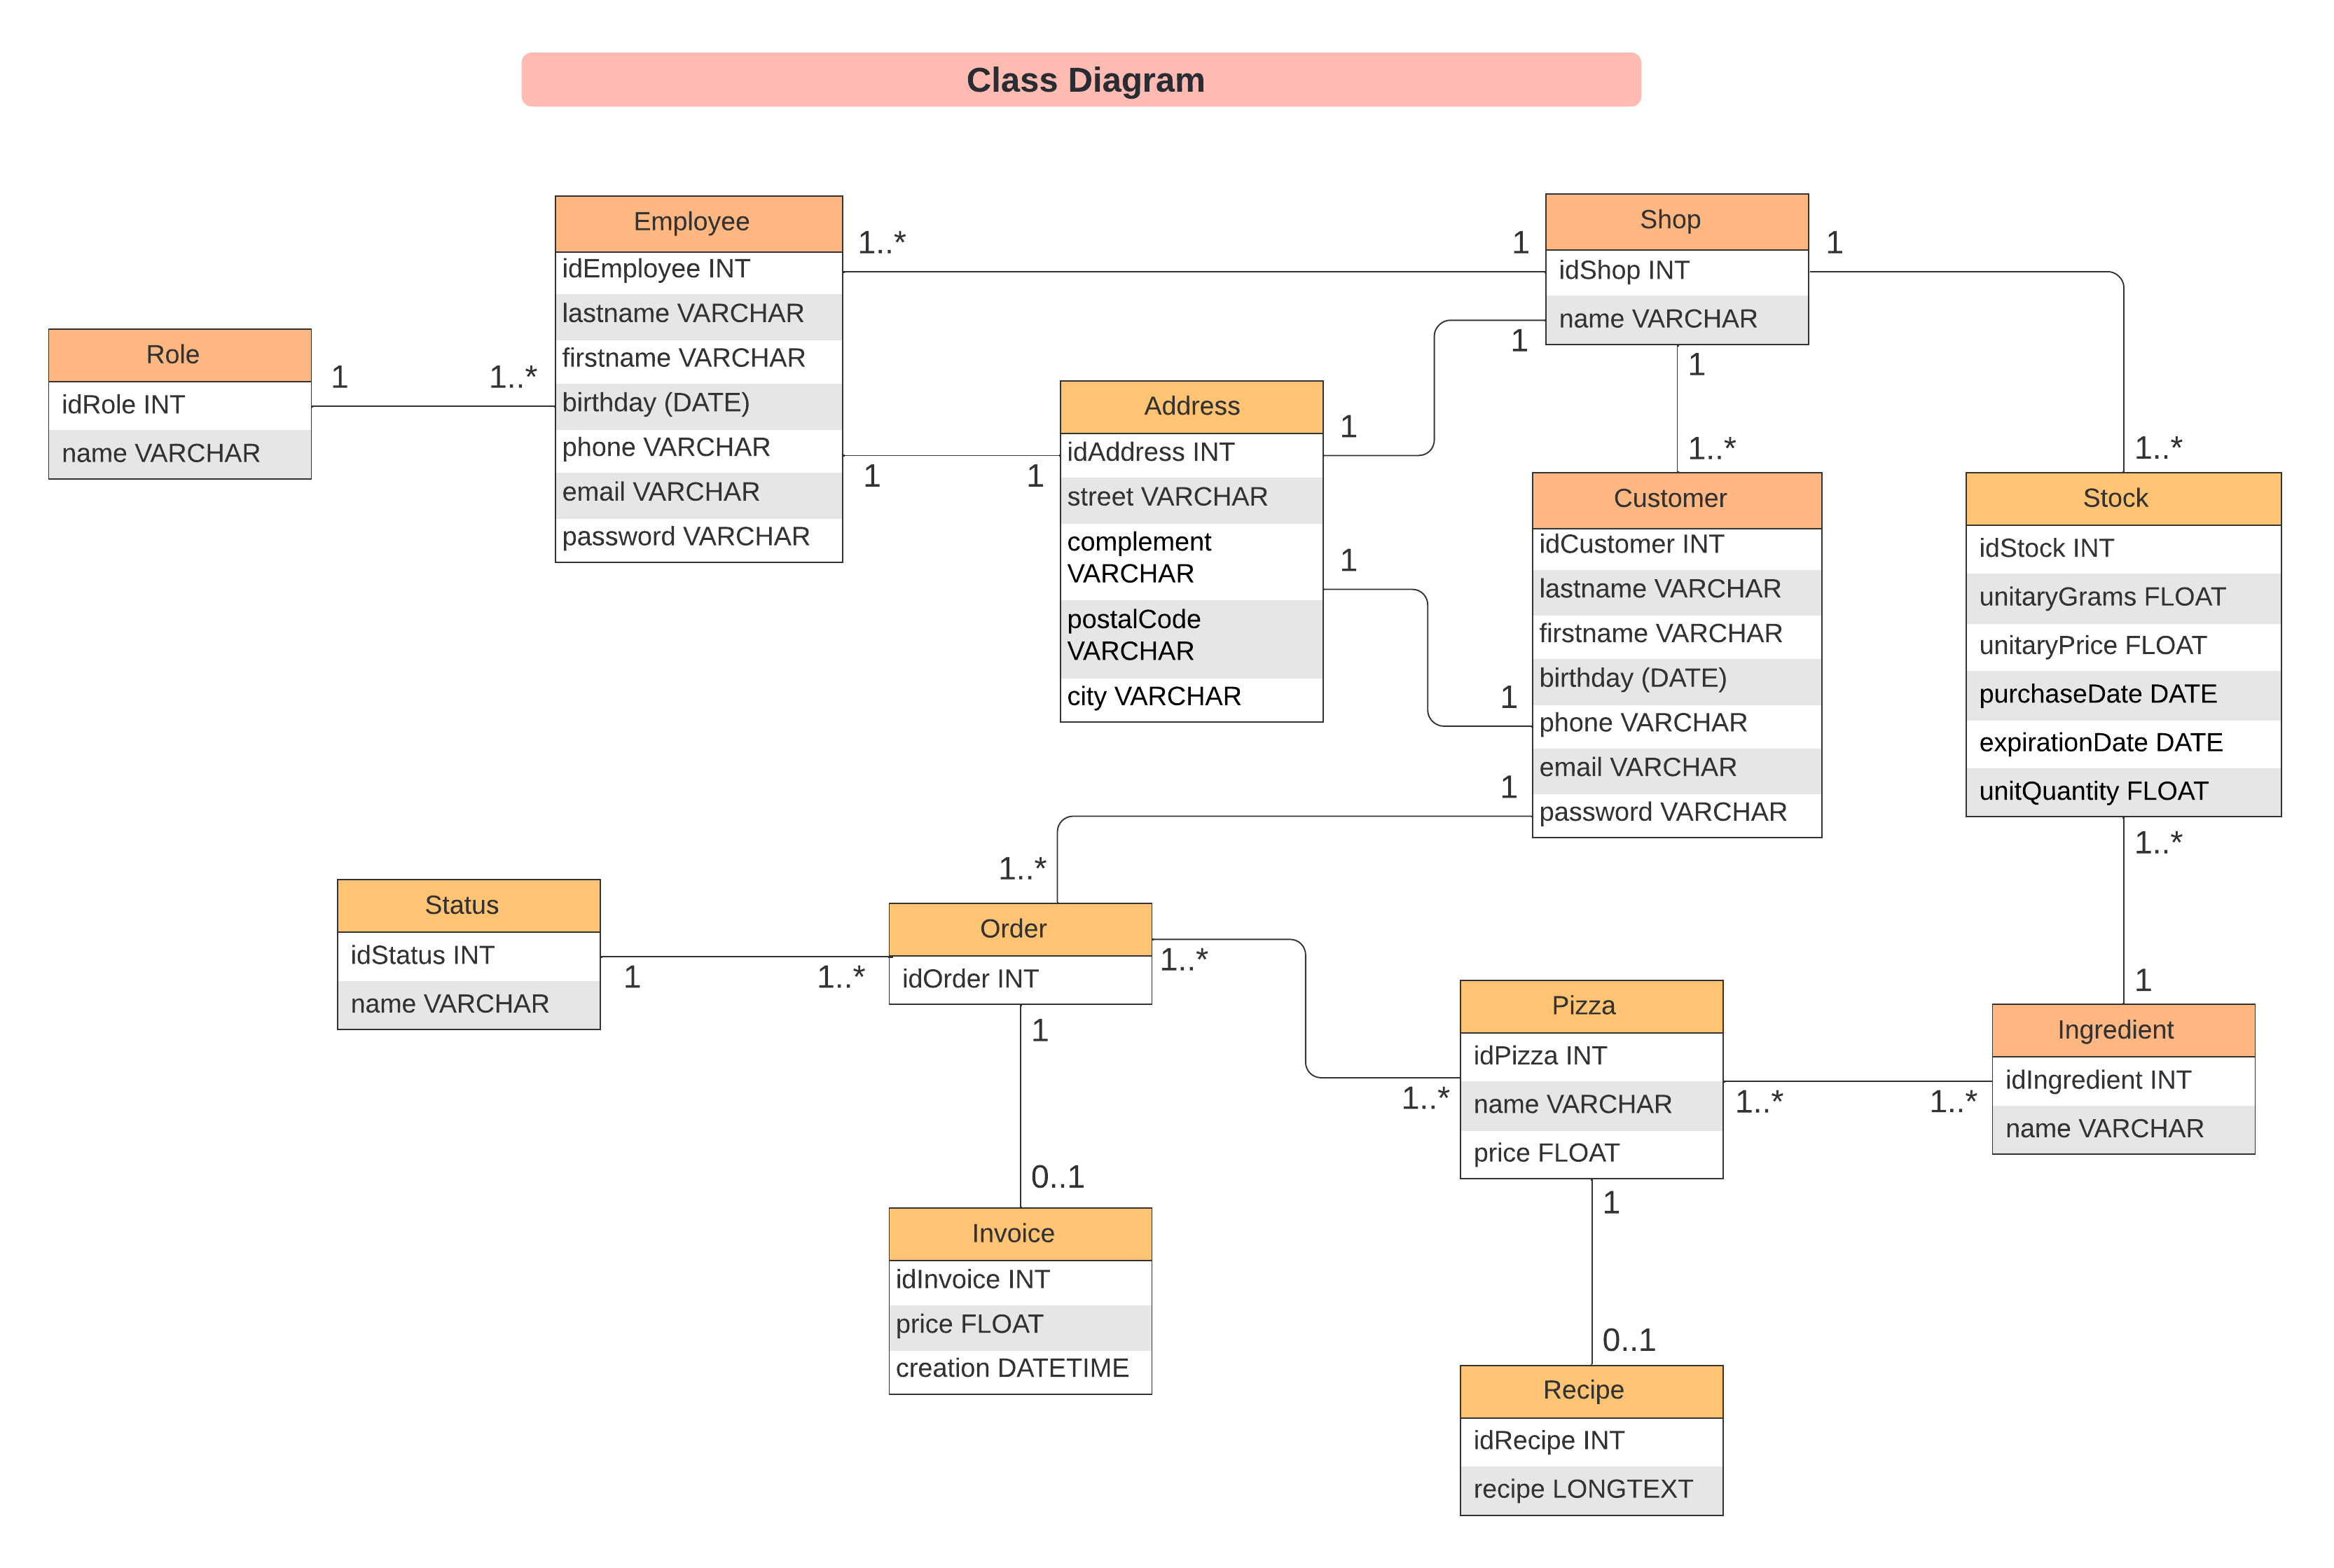 Class Diagram
Employee
idEmployee INT
lastname VARCHAR
firstname VARCHAR
birthday (DATE)
phone VARCHAR
email VARCHAR
password VARCHAR
1..*
1
Shop
idShop INT
name VARCHAR
1
1
1
1..*
1..*
Role
idRole INT
name VARCHAR
1
1..*
1
1
Address
idAddress INT
street VARCHAR
complement
VARCHAR
postalCode
VARCHAR
city VARCHAR
1
1
1
1
Customer
idCustomer INT
lastname VARCHAR
firstname VARCHAR
birthday (DATE)
phone VARCHAR
email VARCHAR
password VARCHAR
Stock
idStock INT
unitaryGrams FLOAT
unitaryPrice FLOAT
purchaseDate DATE
expirationDate DATE
unitQuantity FLOAT
1..*
1
1..*
Status
idStatus INT
name VARCHAR
1
1..*
Order
idOrder INT
1..*
1
0..1
1..*
Pizza
idPizza INT
name VARCHAR
price FLOAT
1..*
1..*
Ingredient
idIngredient INT
name VARCHAR
Invoice
idInvoice INT
price FLOAT
creation DATETIME
1
0..1
Recipe
idRecipe INT
recipe LONGTEXT